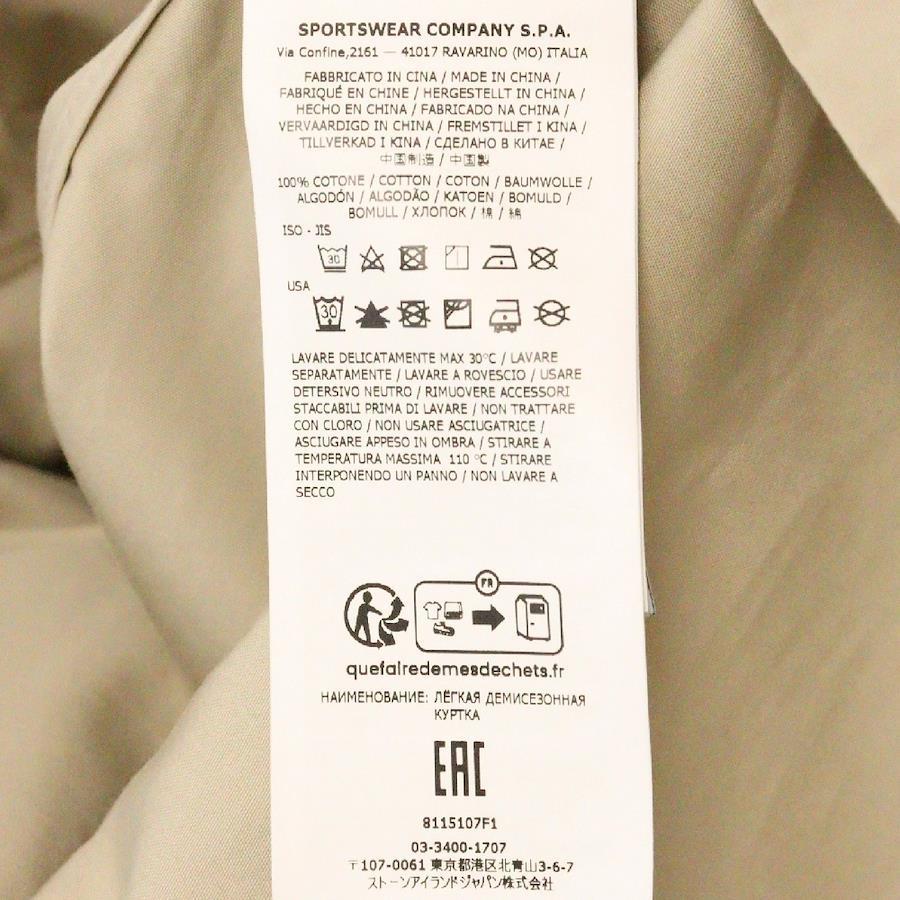 SPORTSWEAR COMPANY S.P.A.
Via Confine,2161 — 41017 RAVARINO (MO) ITALIA
FABBRICATO IN CINA / MADE IN CHINA /
FABRIQUÉ EN CHINE / HERGESTELLT IN CHINA /
HECHO EN CHINA / FABRICADO NA CHINA /
VERVAARDIGD IN CHINA / FREMSTILLET I KINA /
TILLVERKAD I KINA / СДЕЛАНО В КИТАЕ /
中国制造 / 中国製
100% COTONE / COTTON / COTON / BAUMWOLLE /
ALGODÓN / ALGODÃO / KATOEN / BOMULD /
BOMULL / ХЛОПОК / 棉 / 綿
ISO - JIS
30
USA
30
LAVARE DELICATAMENTE MAX 30°C / LAVARE
SEPARATAMENTE / LAVARE A ROVESCIO / USARE
DETERSIVO NEUTRO / RIMUOVERE ACCESSORI
STACCABILI PRIMA DI LAVARE / NON TRATTARE
CON CLORO / NON USARE ASCIUGATRICE /
ASCIUGARE APPESO IN OMBRA / STIRARE A
TEMPERATURA MASSIMA 110 °C / STIRARE
INTERPONENDO UN PANNO / NON LAVARE A
SECCO
FR
quefairedemesdechets.fr
НАИМЕНОВАНИЕ: ЛЁГКАЯ ДЕМИСЕЗОННАЯ
КУРТКА
EAC
8115107F1
03-3400-1707
〒107-0061 東京都港区北青山3-6-7
ストーンアイランドジャパン株式会社